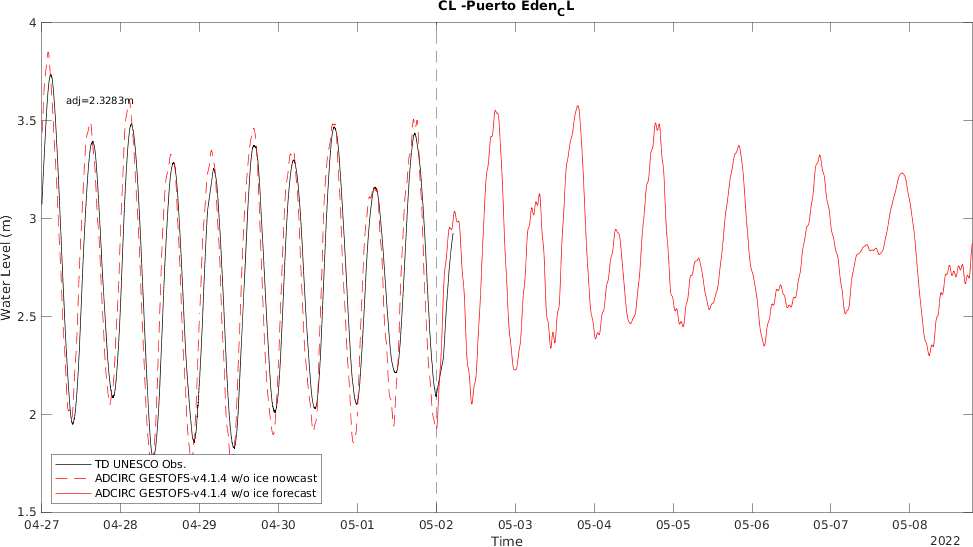 CL -Puerto Eden_CL
4
3.5
3
2.5
2
1.5
Water Level (m)
adj=2.3283m
TD UNESCO Obs.
ADCIRC GESTOFS-v4.1.4 w/o ice nowcast
ADCIRC GESTOFS-v4.1.4 w/o ice forecast
04-27 04-28 04-29 04-30 05-01 05-02 05-03 05-04 05-05 05-06 05-07 05-08
Time
2022